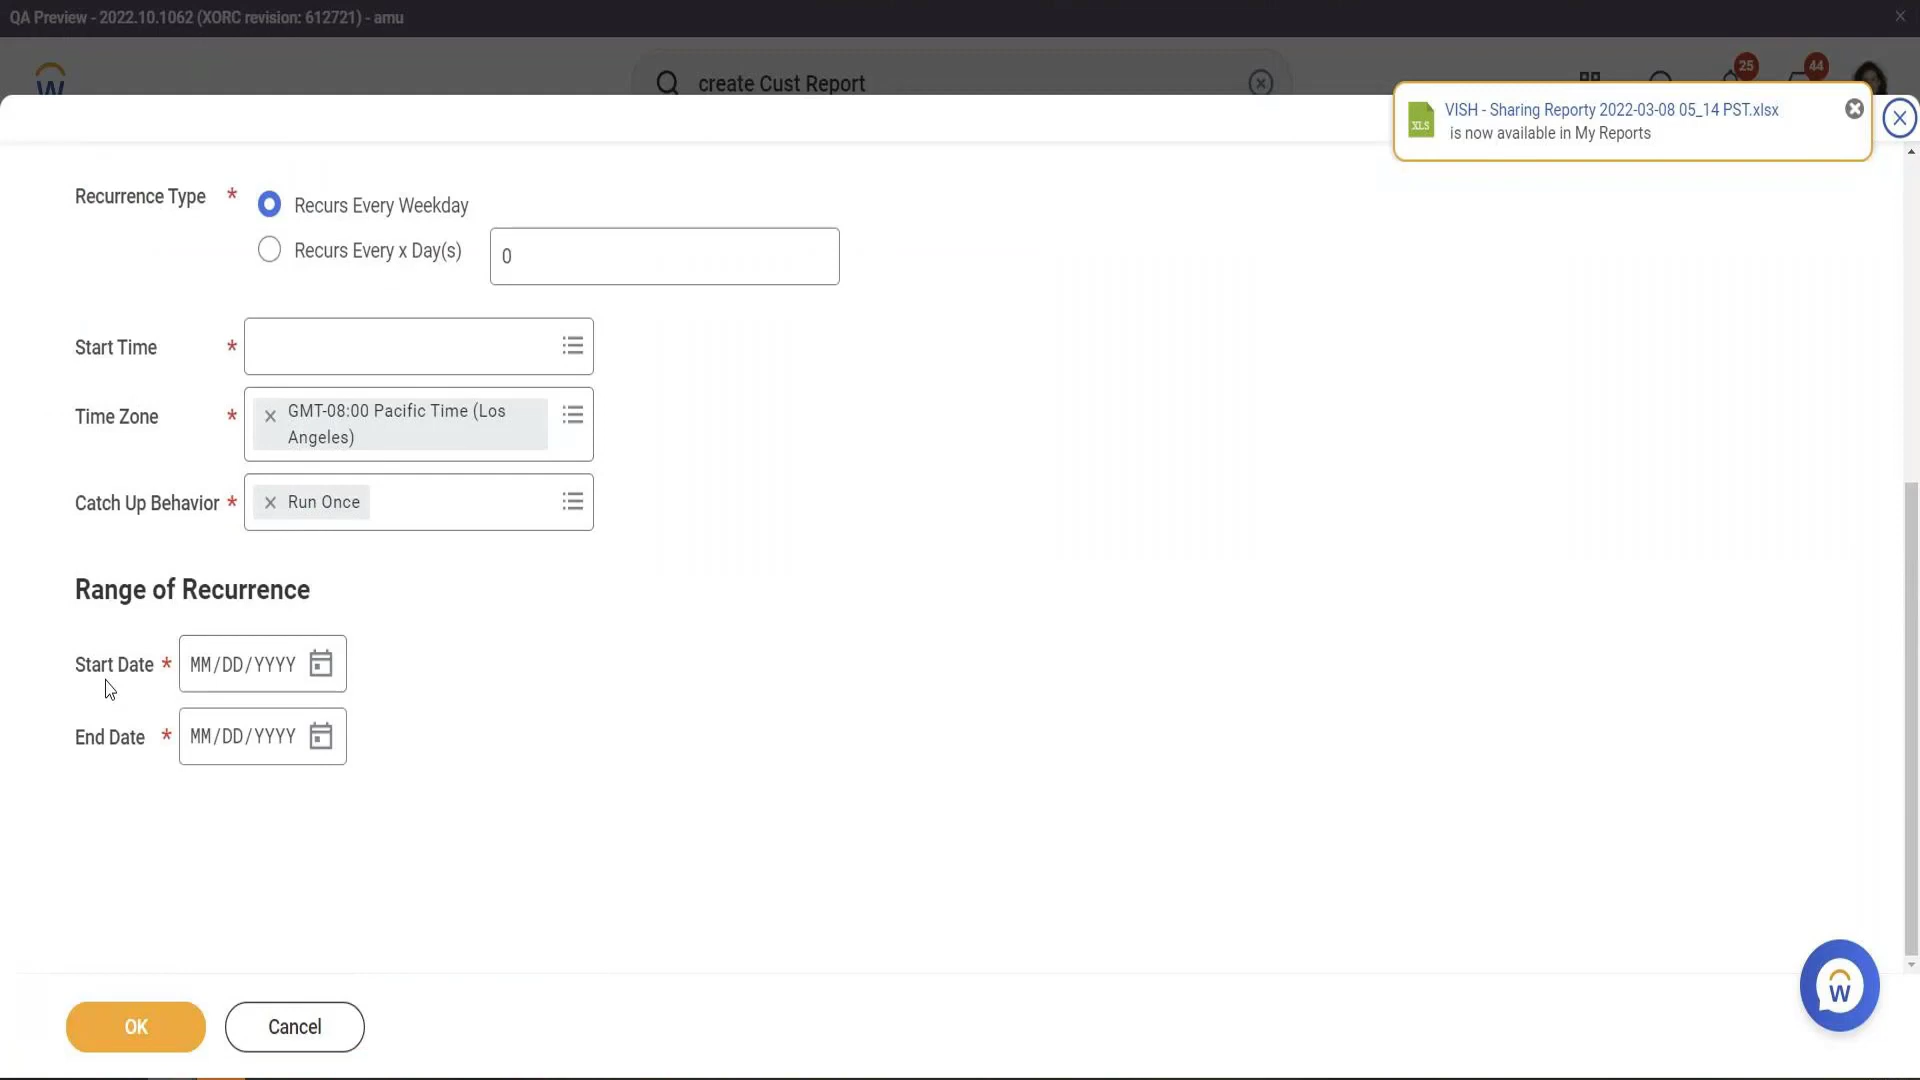 QA Preview - 2022.10.1062 (XORC revision: 612721) - amu
W
create Cust Report
25
44
XLS
VISH - Sharing Reporty 2022-03-08 05_14 PST.xlsx
is now available in My Reports
Recurrence Type *
Recurs Every Weekday
Recurs Every x Day(s)
0
Start Time *
Time Zone *
GMT-08:00 Pacific Time (Los
Angeles)
Catch Up Behavior *
Run Once
Range of Recurrence
Start Date *
MM/DD/YYYY
End Date *
MM/DD/YYYY
W
OK
Cancel